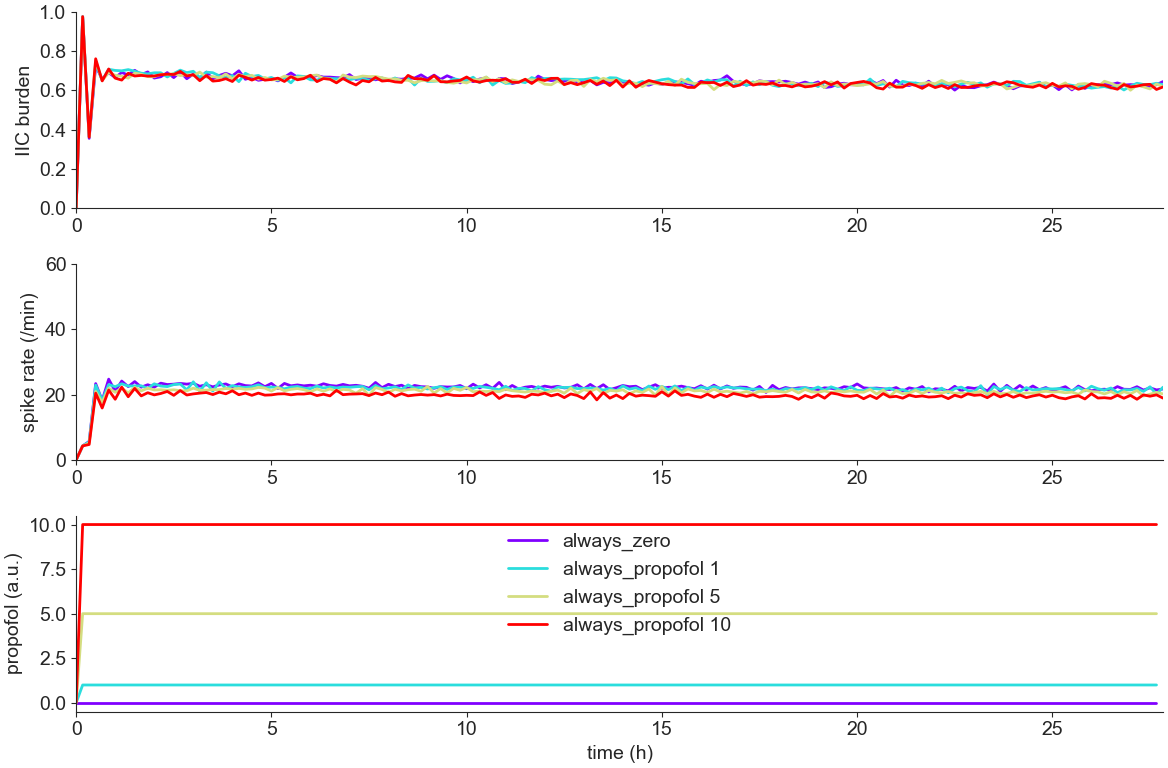 IIC burden
1.0
0.8
0.6
0.4
0.2
0.0
0 5 10 15 20 25
spike rate (/min)
60
40
20
0
0 5 10 15 20 25
propofol (a.u.)
10.0
7.5
5.0
2.5
0.0
always_zero
always_propofol 1
always_propofol 5
always_propofol 10
0 5 10 15 20 25
time (h)